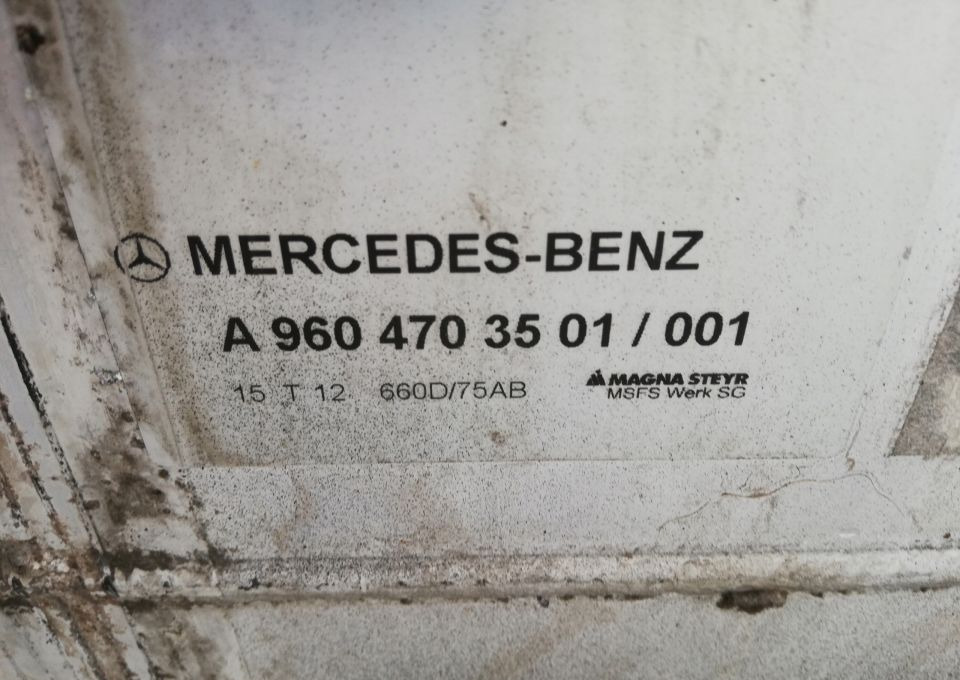 MERCEDES-BENZ
A 960 470 35 01 / 001
15 T 12 660D/75AB
MAGNA STEYR
MSFS Werk SG